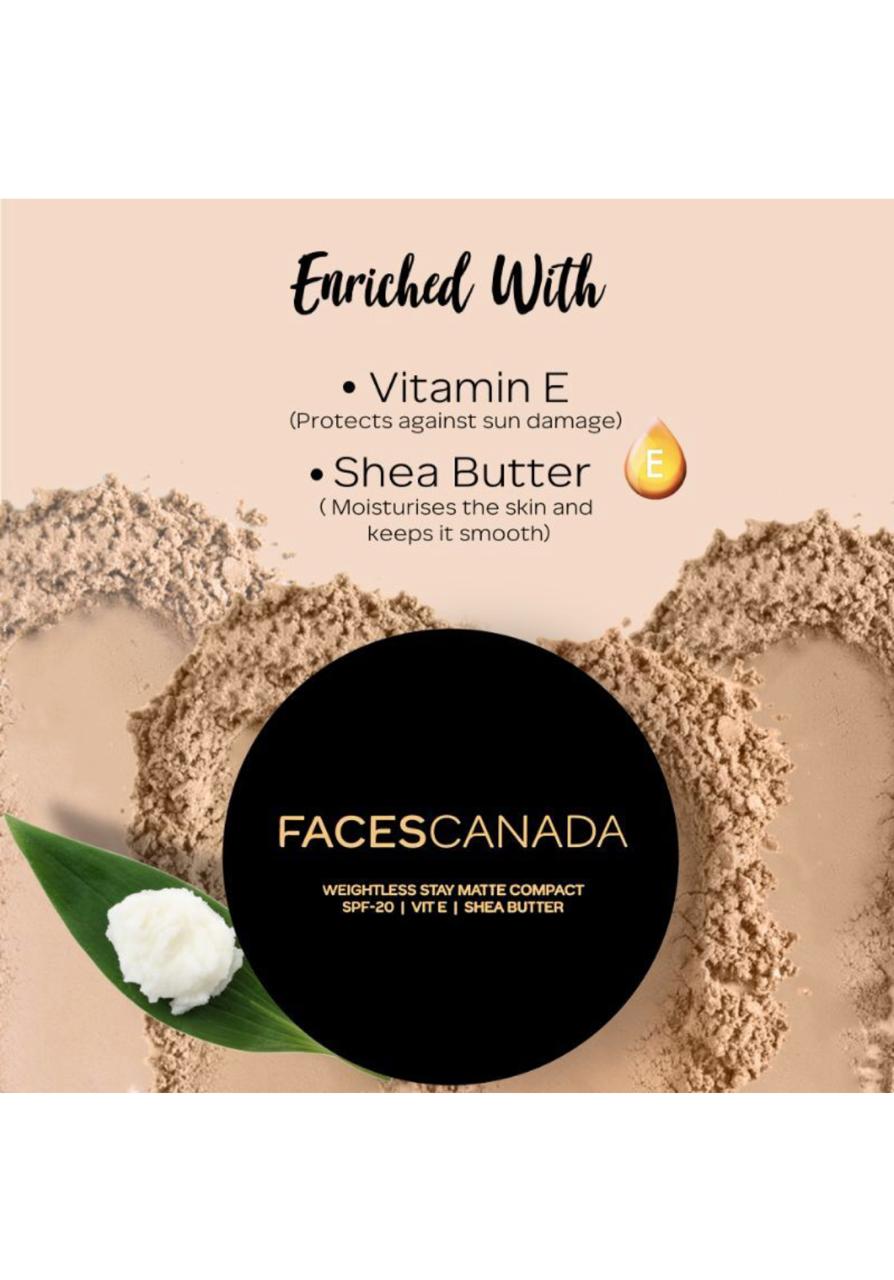 Enriched With
• Vitamin E
(Protects against sun damage)
E
• Shea Butter
( Moisturises the skin and
keeps it smooth)
FACESCANADA
WEIGHTLESS STAY MATTE COMPACT
SPF-20 | VIT E | SHEA BUTTER